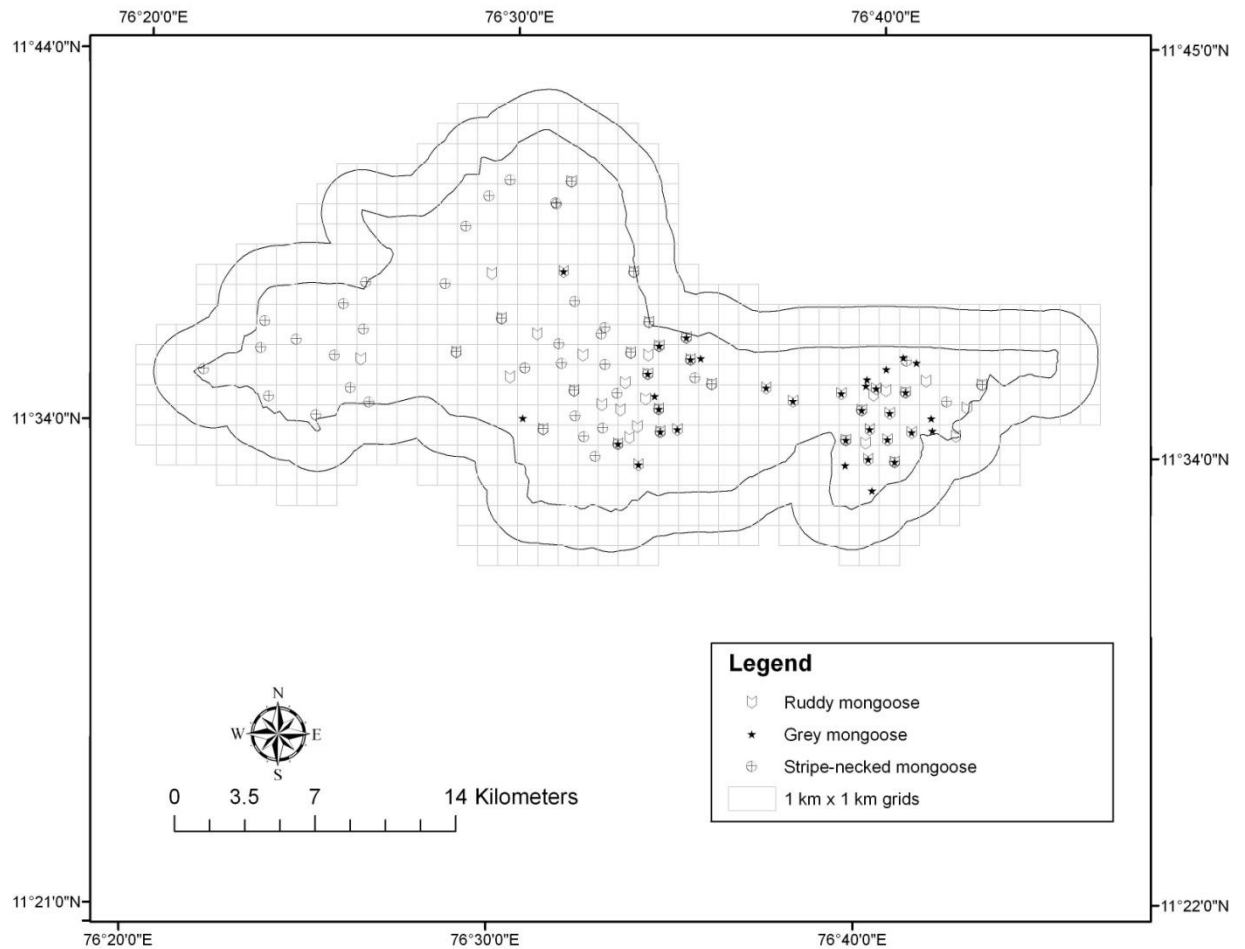 76°20'0"E 76°30'0"E 76°40'0"E
11°44'0"N 11°45'0"N
11°34'0"N
11°34'0"N
Legend
Ruddy mongoose
Grey mongoose
Stripe-necked mongoose
1 km x 1 km grids
N
W E
S
0 3.5 7 14 Kilometers
11°21'0"N 11°22'0"N
76°20'0"E 76°30'0"E 76°40'0"E